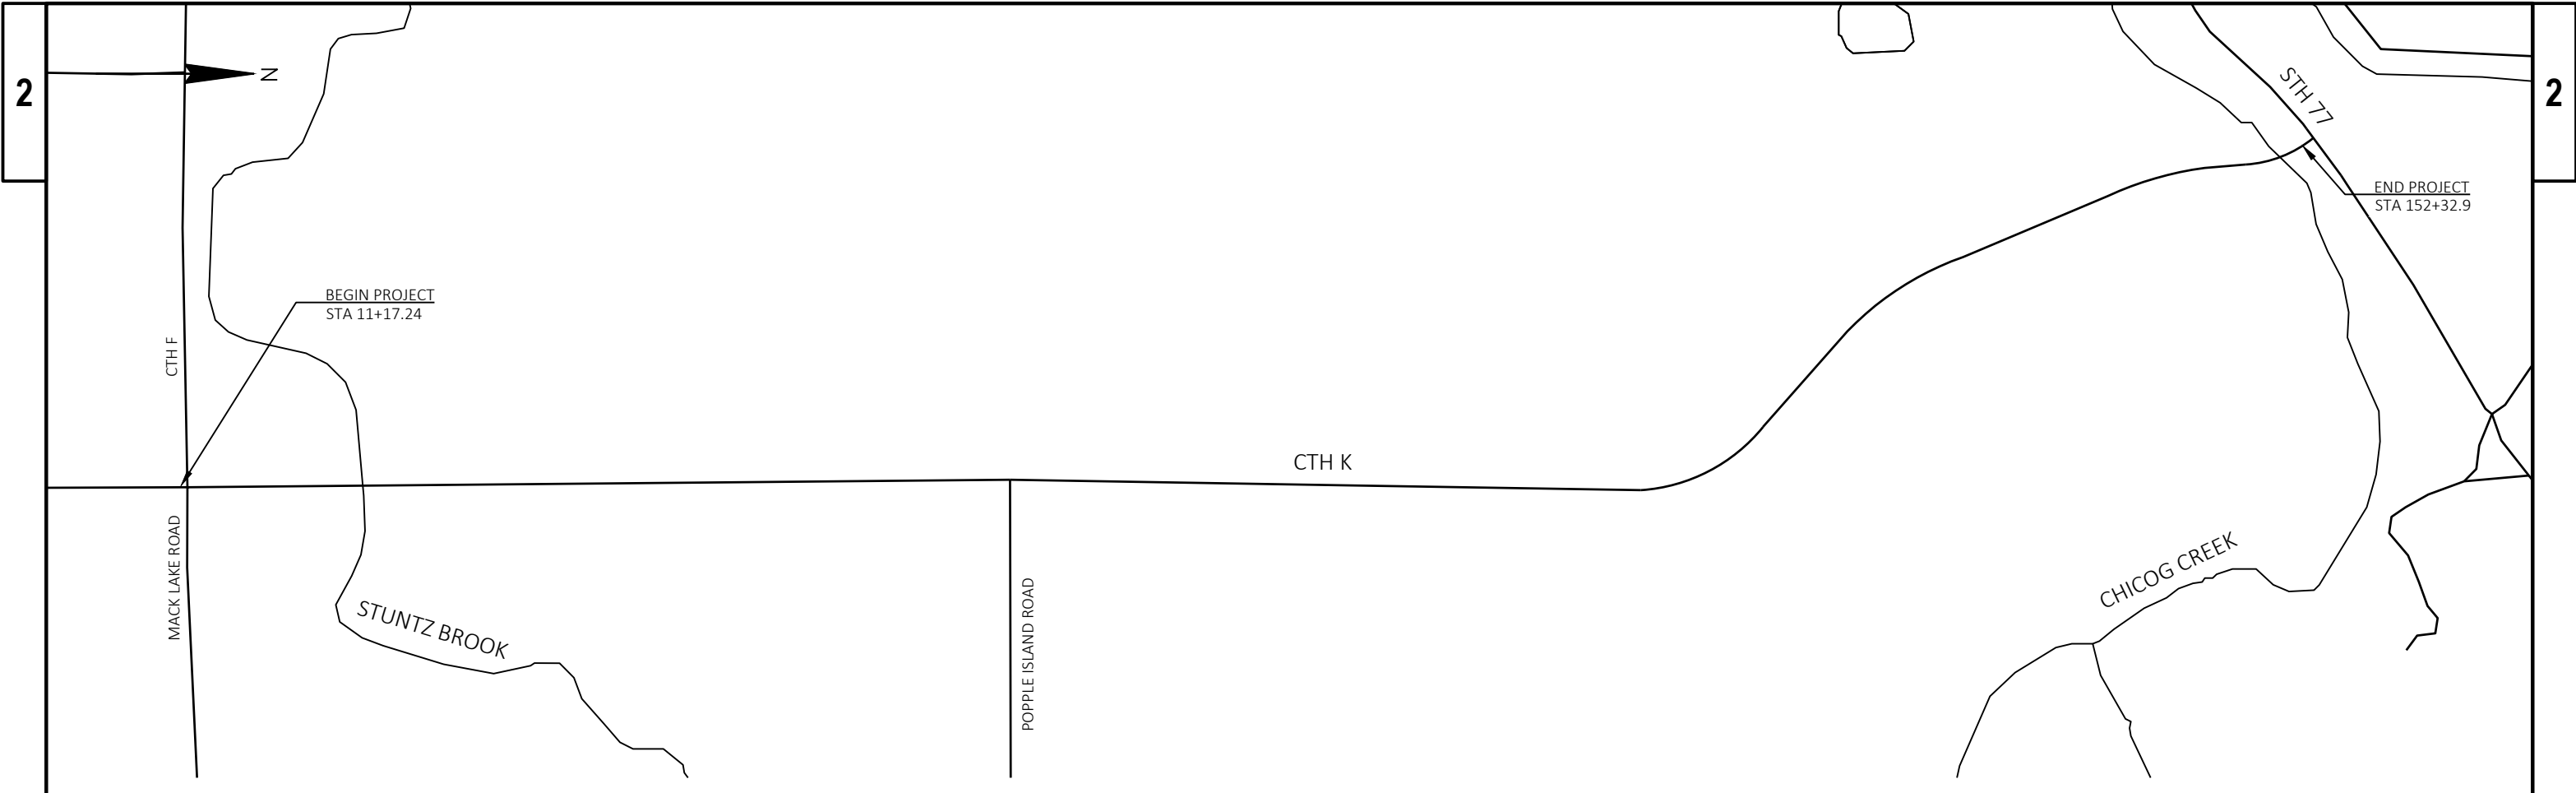 2
N
2
STH 77
END PROJECT
STA 152+32.9
BEGIN PROJECT
STA 11+17.24
CTH F
CTH K
MACK LAKE ROAD
STUNTZ BROOK
POPPLE ISLAND ROAD
CHICOG CREEK